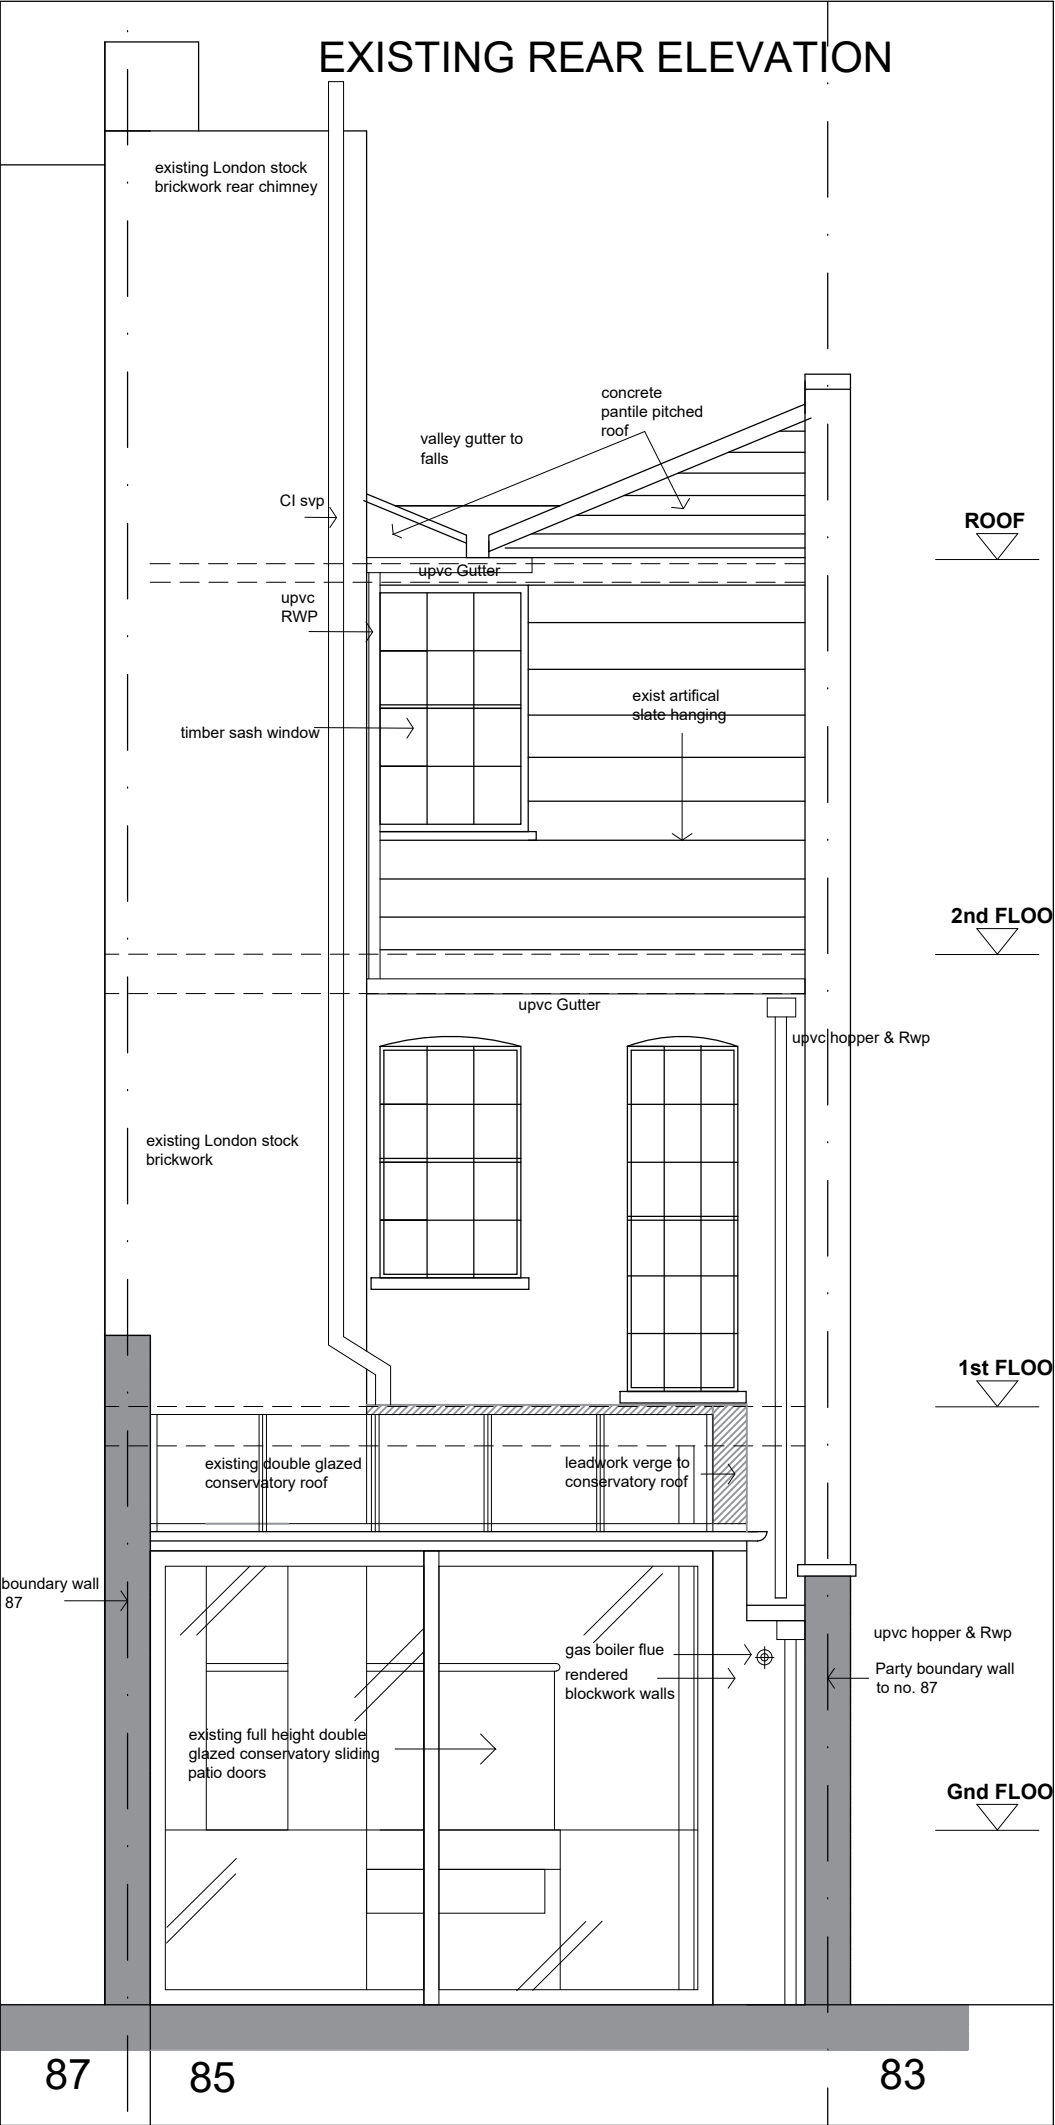 EXISTING REAR ELEVATION
existing London stock
brickwork rear chimney
concrete
pantile pitched
roof
valley gutter to
falls
CI svp
ROOF
upvc Gutter
upvc
RWP
exist artifical
slate hanging
timber sash window
2nd FLOO
upvc Gutter
upvc hopper & Rwp
existing London stock
brickwork
1st FLOO
existing double glazed
conservatory roof
leadwork verge to
conservatory roof
boundary wall
87
upvc hopper & Rwp
gas boiler flue
rendered
blockwork walls
Party boundary wall
to no. 87
existing full height double
glazed conservatory sliding
patio doors
Gnd FLOO
87
85
83